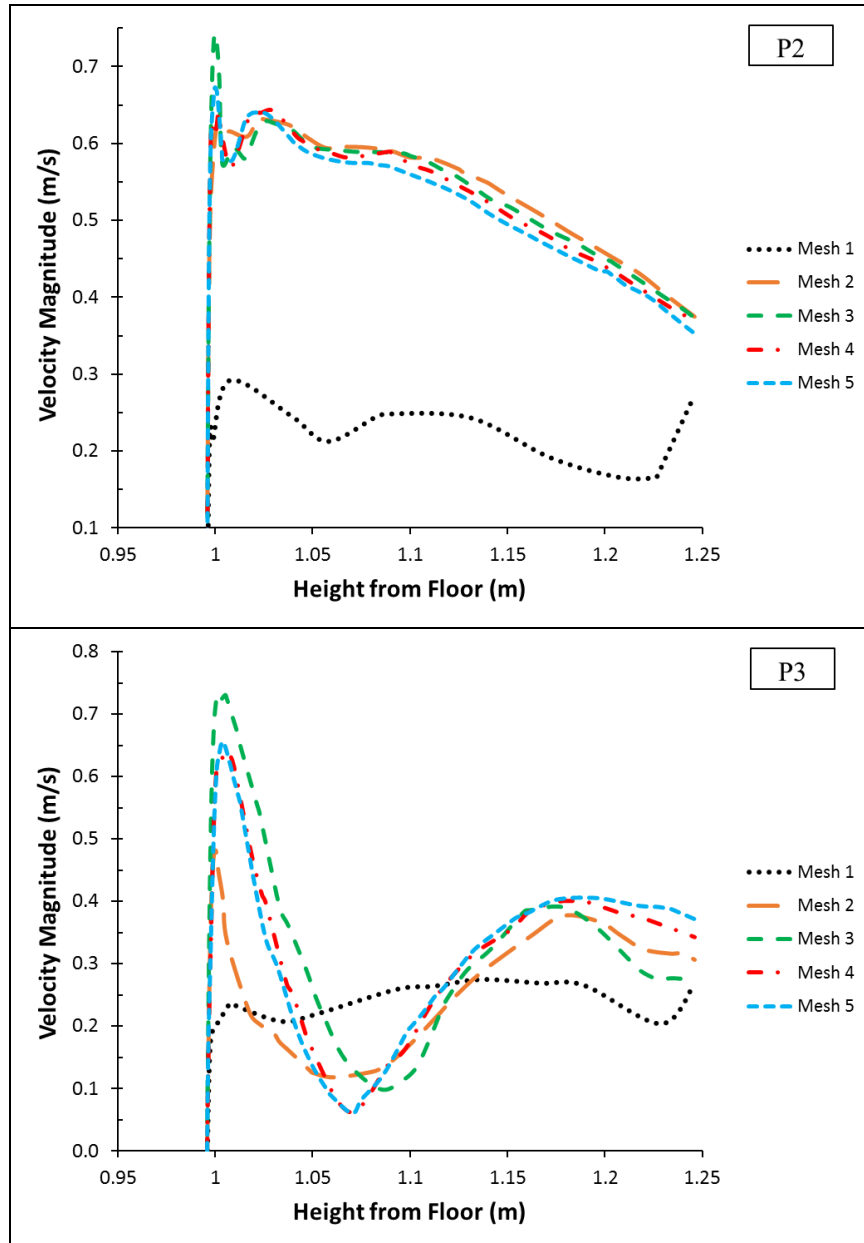 P2
0.7
0.6
0.5
0.4
0.3
0.2
0.1
Velocity Magnitude (m/s)
0.95 1 1.05 1.1 1.15 1.2 1.25
Height from Floor (m)
Mesh 1
Mesh 2
Mesh 3
Mesh 4
Mesh 5
P3
0.8
0.7
0.6
0.5
0.4
0.3
0.2
0.1
0.0
Velocity Magnitude (m/s)
0.95 1 1.05 1.1 1.15 1.2 1.25
Height from Floor (m)
Mesh 1
Mesh 2
Mesh 3
Mesh 4
Mesh 5